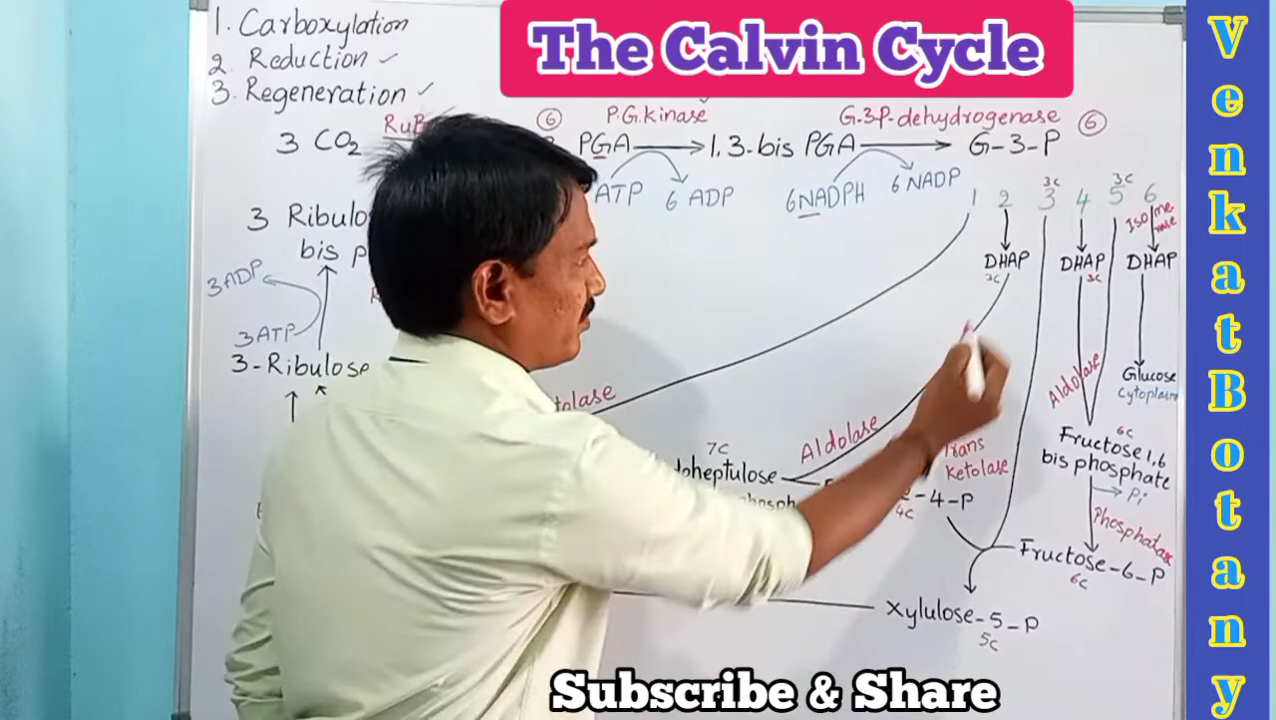 The Calvin Cycle
1. Carboxylation
2. Reduction ✓
3. Regeneration ✓
3 CO2
⑥
PGA
P.G.kinase
1,3-bis PGA
G.3.P.dehydrogenase
G-3-P
⑥
ATP
6 ADP
6NADPH
6 NADP
1 2 3 4 5 6
3c
3c
DHAP
3c
DHAP
3c
Isomerase
DHAP
bis
3ADP
3ATP
3-Ribulose
Aldolase
Glucose
Cytoplasm
Aldolase
7C
Trans
Ketolase
-4-P
4c
6c
Fructose 1,6
bis phosphate
Pi
Phosphatase
Fructose-6-P
6c
Xylulose-5-P
5c
Subscribe & Share
VenkatBotany